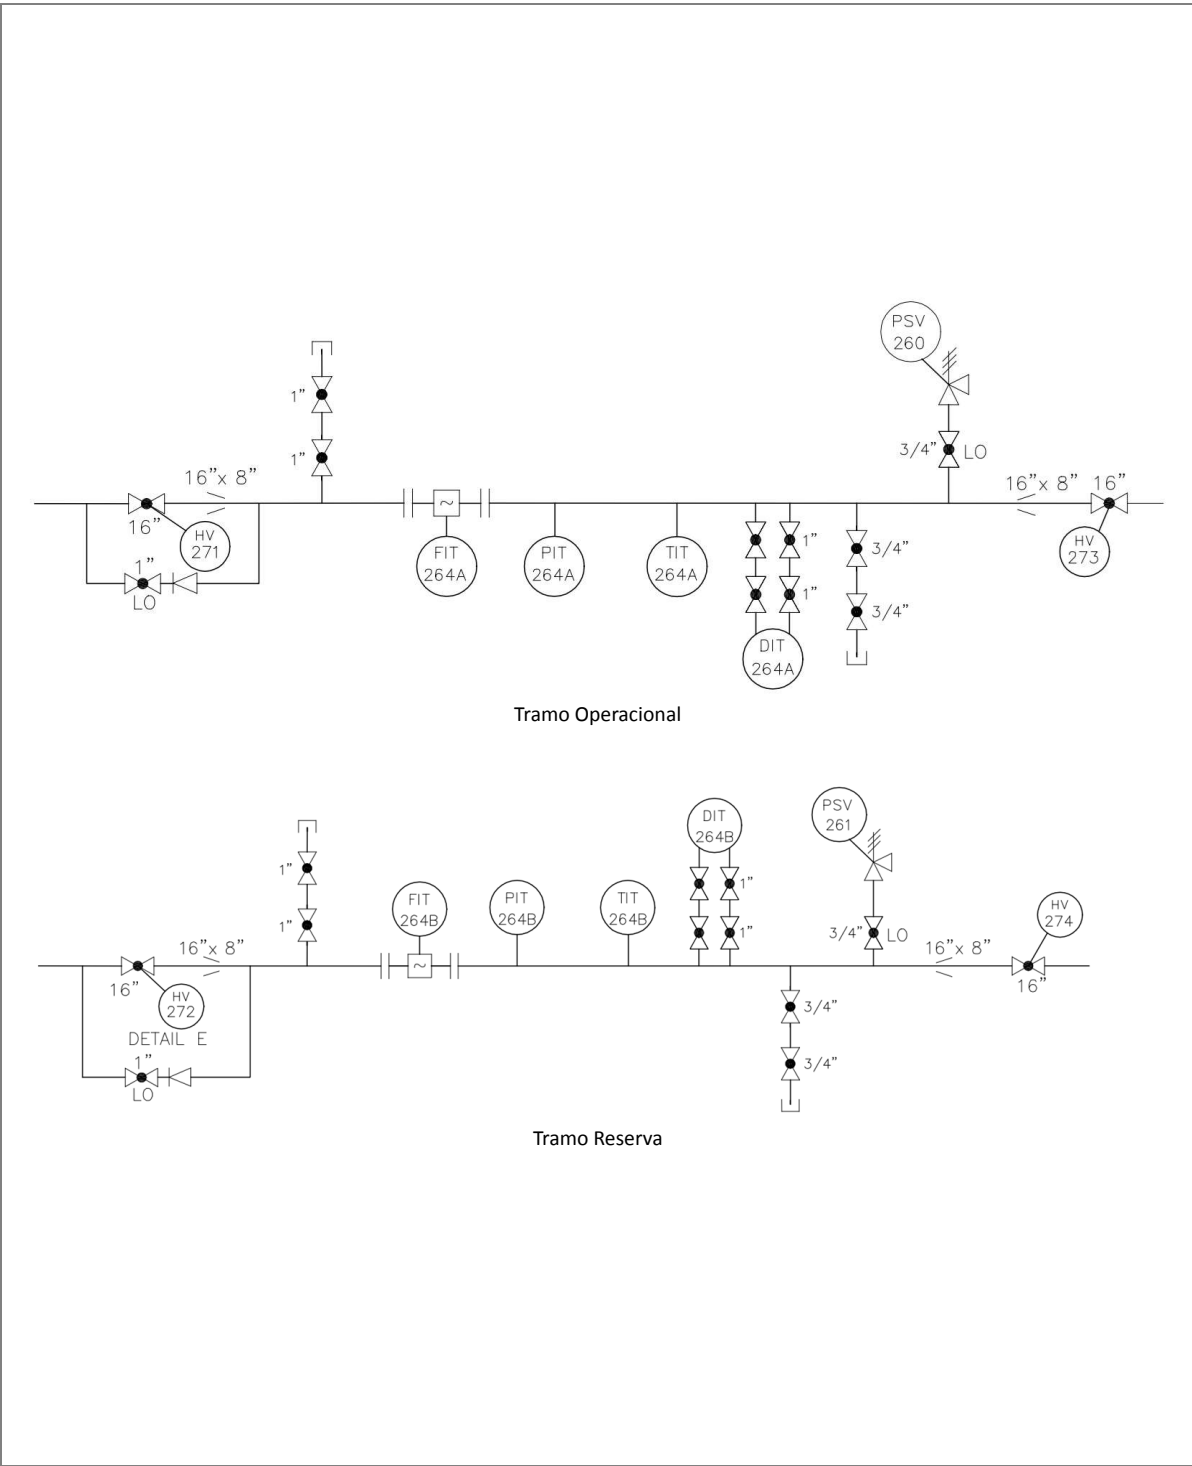 PSV
260
1”
3/4” LO
1”
16”x 8”
16”x 8”
16”
16”
HV
271
1”
LO
FIT
264A
PIT
264A
TIT
264A
1”
1”
DIT
264A
3/4”
3/4”
HV
273
Tramo Operacional
DIT
264B
PSV
261
1”
1”
FIT
264B
PIT
264B
TIT
264B
1”
1”
3/4” LO
HV
274
16”x 8”
16”x 8”
16”
16”
HV
272
DETAIL E
1”
LO
3/4”
3/4”
Tramo Reserva